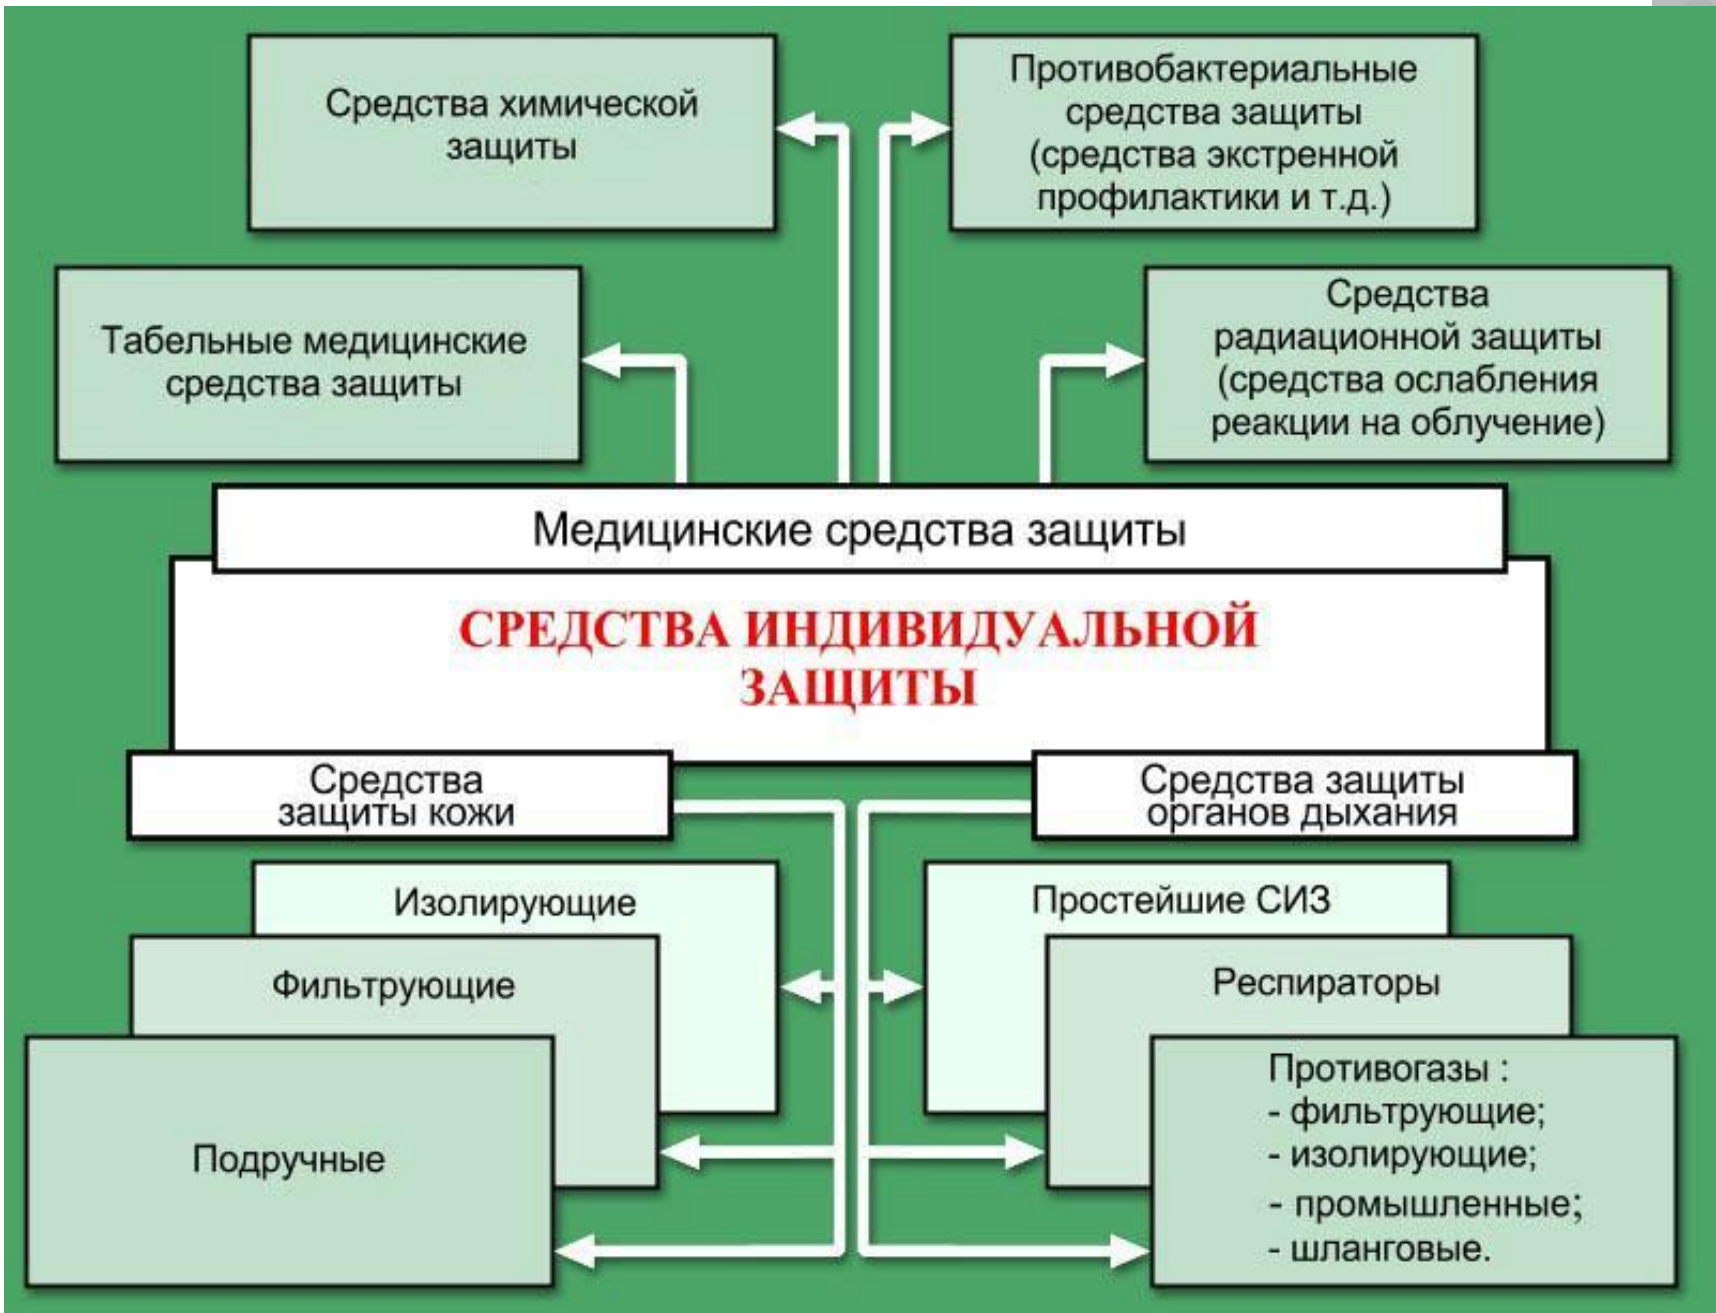 Средства химической
защиты
Противобактериальные
средства защиты
(средства экстренной
профилактики и т.д.)
Табельные медицинские
средства защиты
Средства
радиационной защиты
(средства ослабления
реакции на облучение)
Медицинские средства защиты
СРЕДСТВА ИНДИВИДУАЛЬНОЙ
ЗАЩИТЫ
Средства
защиты кожи
Средства защиты
органов дыхания
Изолирующие
Фильтрующие
Подручные
Простейшие СИЗ
Респираторы
Противогазы :
- фильтрующие;
- изолирующие;
- промышленные;
- шланговые.